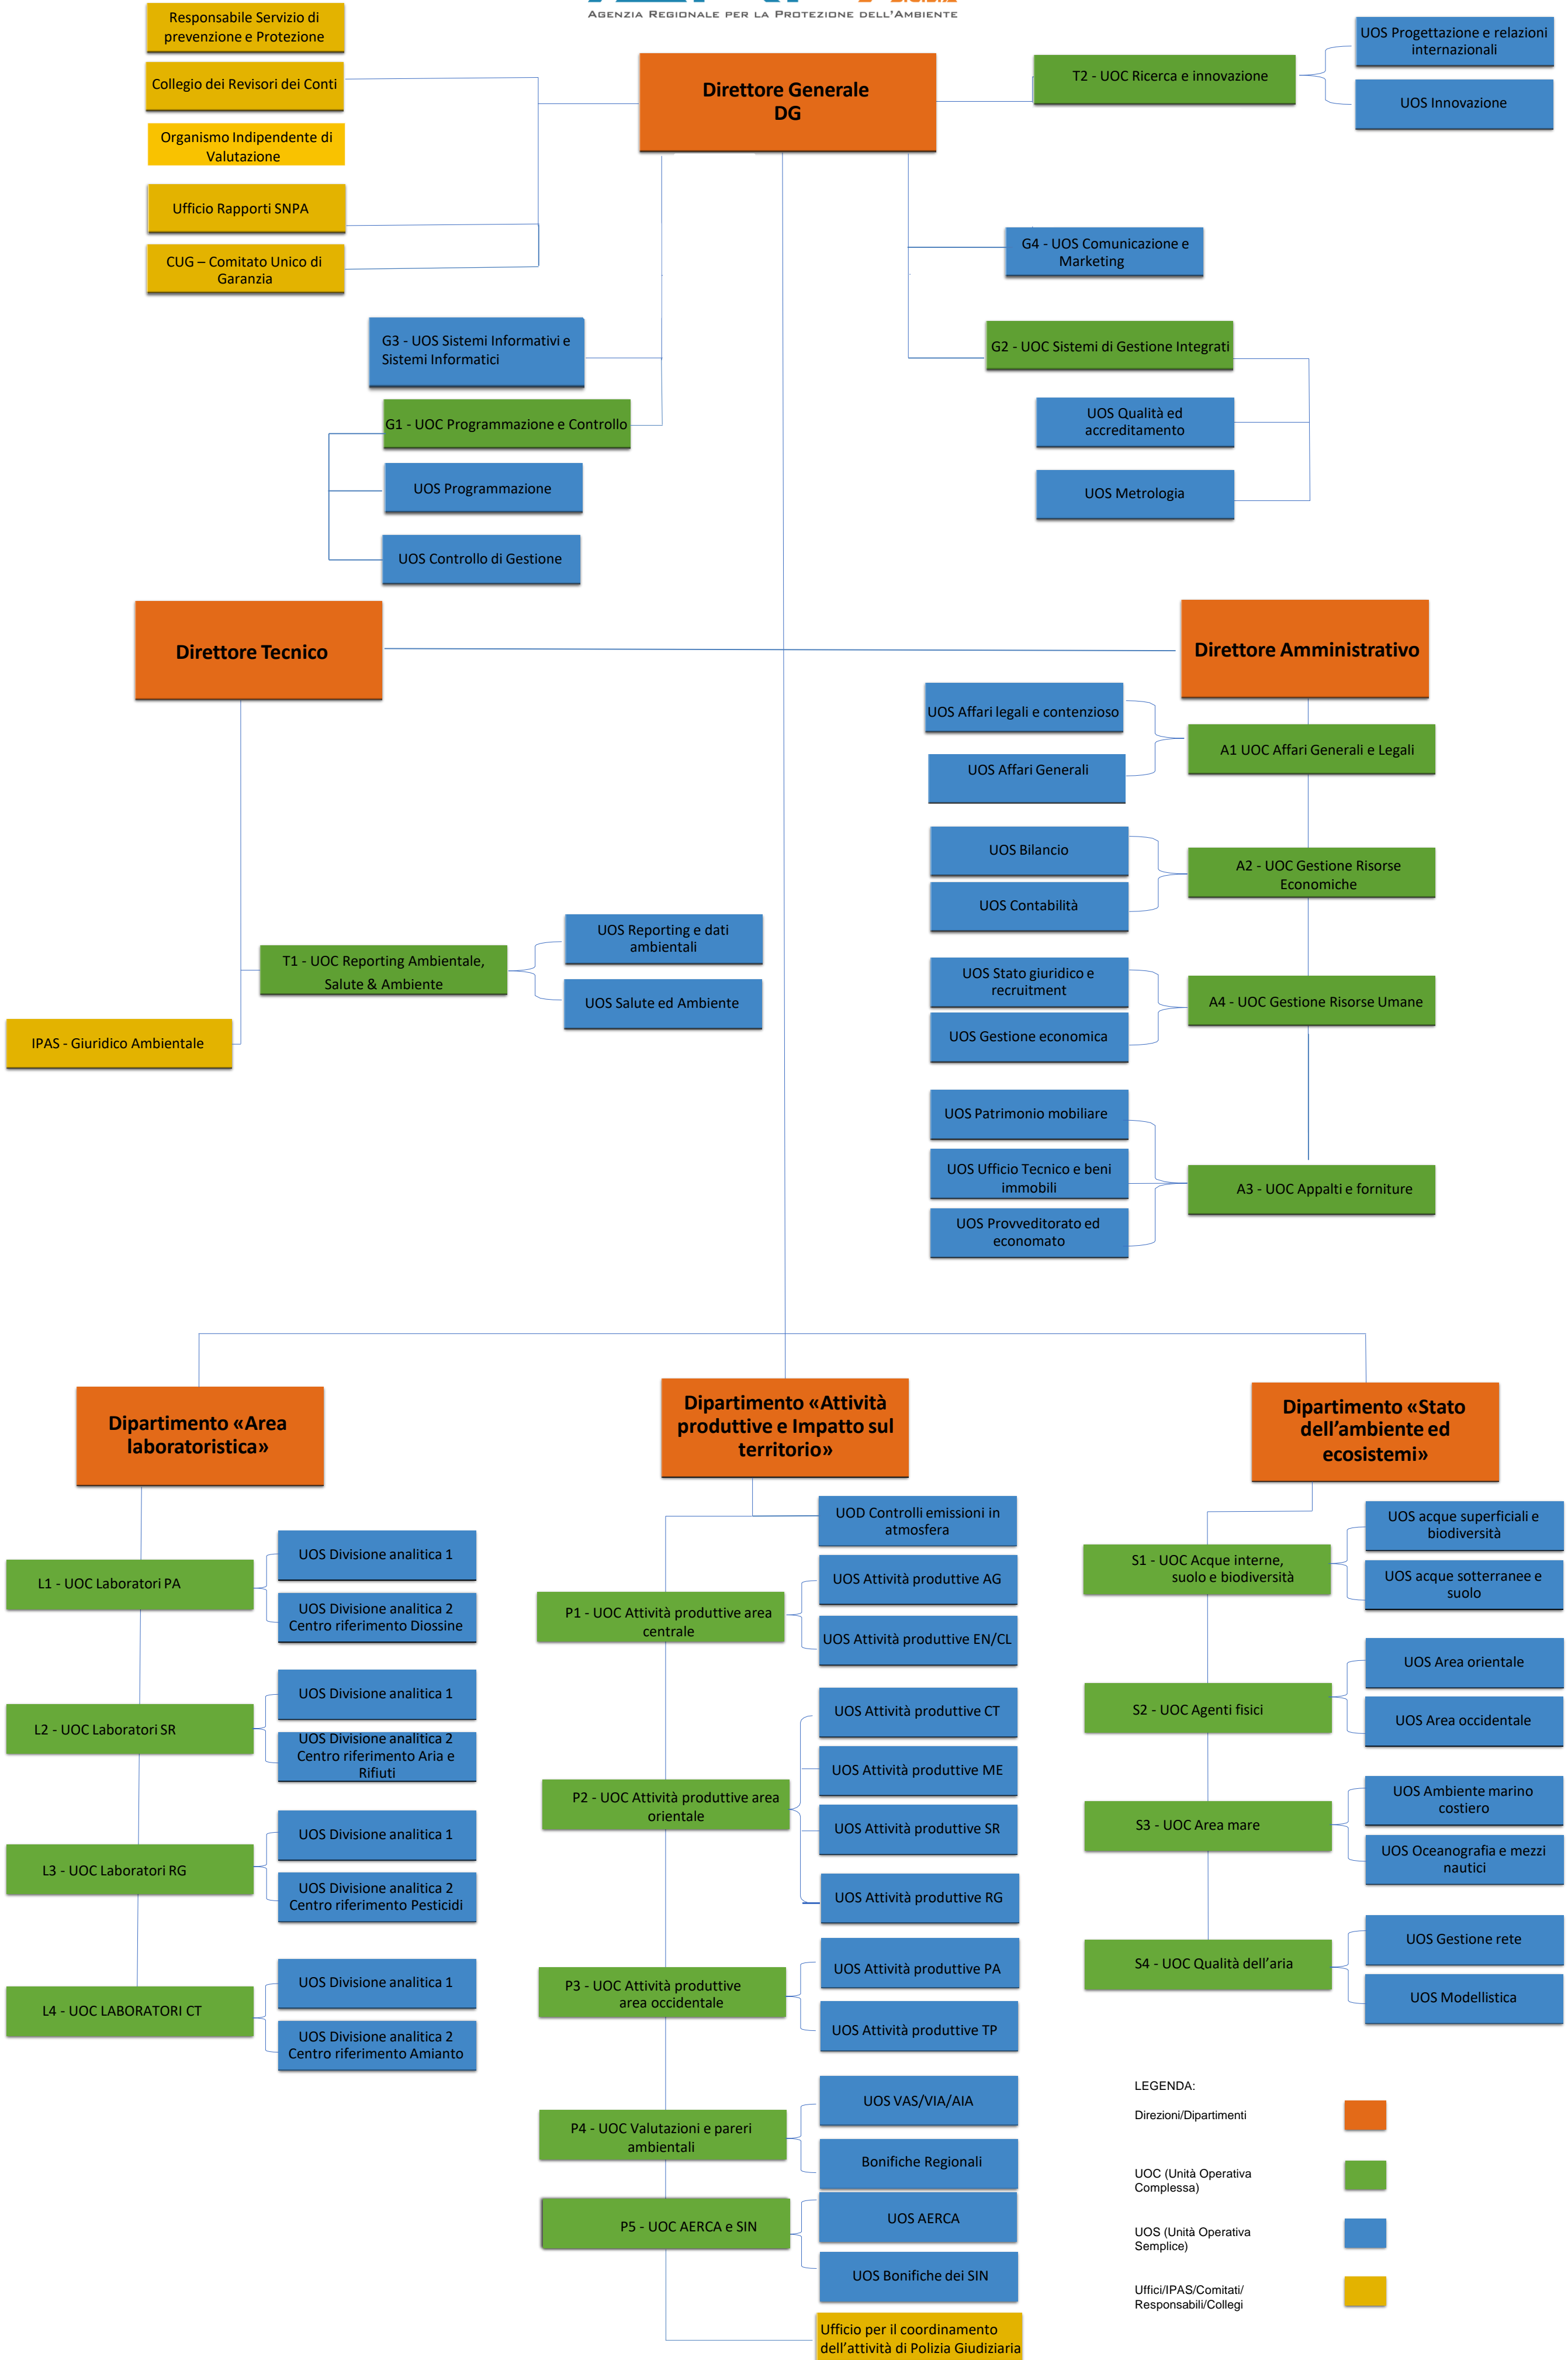 AGENZIA REGIONALE PER LA PROTEZIONE DELL'AMBIENTE
Responsabile Servizio di
prevenzione e Protezione
Collegio dei Revisori dei Conti
Organismo Indipendente di
Valutazione
Ufficio Rapporti SNPA
CUG – Comitato Unico di
Garanzia
Direttore Generale
DG
T2 - UOC Ricerca e innovazione
UOS Progettazione e relazioni
internazionali
UOS Innovazione
G4 - UOS Comunicazione e
Marketing
G3 - UOS Sistemi Informativi e
Sistemi Informatici
G2 - UOC Sistemi di Gestione Integrati
G1 - UOC Programmazione e Controllo
UOS Qualità ed
accreditamento
UOS Programmazione
UOS Metrologia
UOS Controllo di Gestione
Direttore Tecnico
Direttore Amministrativo
UOS Affari legali e contenzioso
A1 UOC Affari Generali e Legali
UOS Affari Generali
UOS Bilancio
A2 - UOC Gestione Risorse
Economiche
UOS Contabilità
UOS Reporting e dati
ambientali
T1 - UOC Reporting Ambientale,
Salute & Ambiente
UOS Salute ed Ambiente
IPAS - Giuridico Ambientale
UOS Stato giuridico e
recruitment
A4 - UOC Gestione Risorse Umane
UOS Gestione economica
UOS Patrimonio mobiliare
UOS Ufficio Tecnico e beni
immobili
A3 - UOC Appalti e forniture
UOS Provveditorato ed
economato
Dipartimento «Area
laboratoristica»
L1 - UOC Laboratori PA
UOS Divisione analitica 1
UOS Divisione analitica 2
Centro riferimento Diossine
L2 - UOC Laboratori SR
UOS Divisione analitica 1
UOS Divisione analitica 2
Centro riferimento Aria e
Rifiuti
L3 - UOC Laboratori RG
UOS Divisione analitica 1
UOS Divisione analitica 2
Centro riferimento Pesticidi
L4 - UOC LABORATORI CT
UOS Divisione analitica 1
UOS Divisione analitica 2
Centro riferimento Amianto
Dipartimento «Attività
produttive e Impatto sul
territorio»
UOD Controlli emissioni in
atmosfera
P1 - UOC Attività produttive area
centrale
UOS Attività produttive AG
UOS Attività produttive EN/CL
P2 - UOC Attività produttive area
orientale
UOS Attività produttive CT
UOS Attività produttive ME
UOS Attività produttive SR
UOS Attività produttive RG
P3 - UOC Attività produttive
area occidentale
UOS Attività produttive PA
UOS Attività produttive TP
P4 - UOC Valutazioni e pareri
ambientali
UOS VAS/VIA/AIA
Bonifiche Regionali
P5 - UOC AERCA e SIN
UOS AERCA
UOS Bonifiche dei SIN
Ufficio per il coordinamento
dell'attività di Polizia Giudiziaria
Dipartimento «Stato
dell'ambiente ed
ecosistemi»
S1 - UOC Acque interne,
suolo e biodiversità
UOS acque superficiali e
biodiversità
UOS acque sotterranee e
suolo
S2 - UOC Agenti fisici
UOS Area orientale
UOS Area occidentale
S3 - UOC Area mare
UOS Ambiente marino
costiero
UOS Oceanografia e mezzi
nautici
S4 - UOC Qualità dell'aria
UOS Gestione rete
UOS Modellistica
LEGENDA:
Direzioni/Dipartimenti
UOC (Unità Operativa
Complessa)
UOS (Unità Operativa
Semplice)
Uffici/IPAS/Comitati/
Responsabili/Collegi